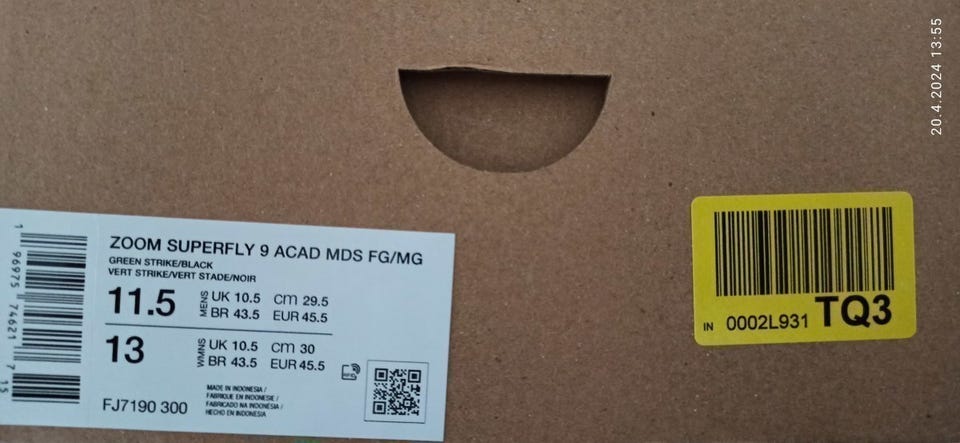 20.4.2024 13:55
ZOOM SUPERFLY 9 ACAD MDS FG/MG
GREEN STRIKE/BLACK
VERT STRIKE/VERT STADE/NOIR
11.5 MENS UK 10.5 CM 29.5
BR 43.5 EUR 45.5
13 WMNS UK 10.5 CM 30
BR 43.5 EUR 45.5
FJ7190 300
MADE IN INDONESIA /
FABRIQUE EN INDONESIE /
FABRICADO NA INDONÉSIA /
HECHO EN INDONESIA
1 96975 74621 7 15
IN 0002L931 TQ3